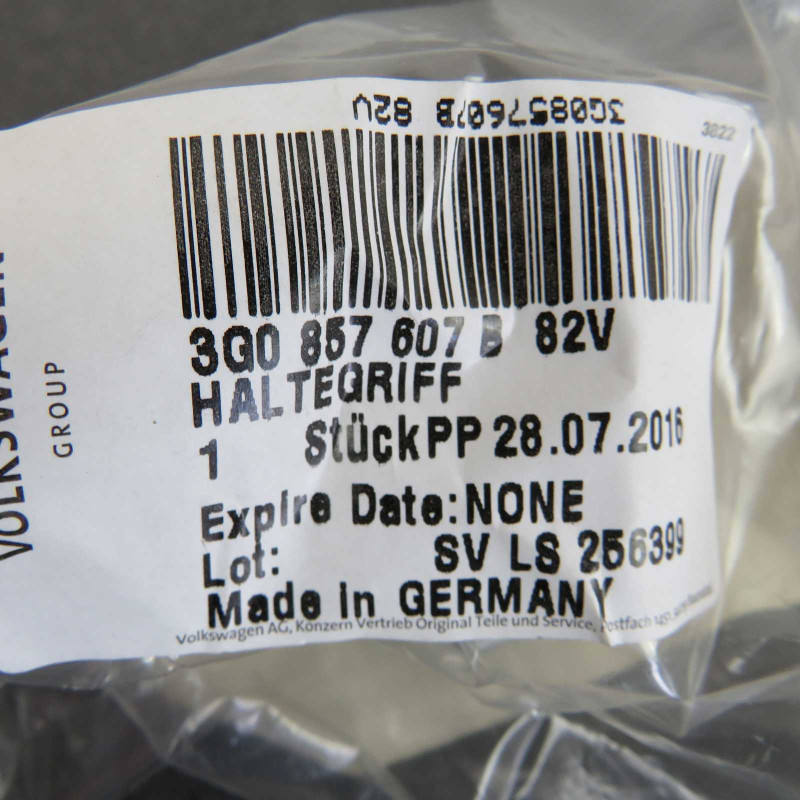 3G0857607B 82V
3022
3G0 857 607 B 82V
HALTEGRIFF
1 Stück PP 28.07.2016
Expire Date: NONE
Lot: SV LS 256399
Made in GERMANY
Volkswagen AG, Konzern Vertrieb Original Teile und Service, Postfach
VOLKSWAGEN
GROUP